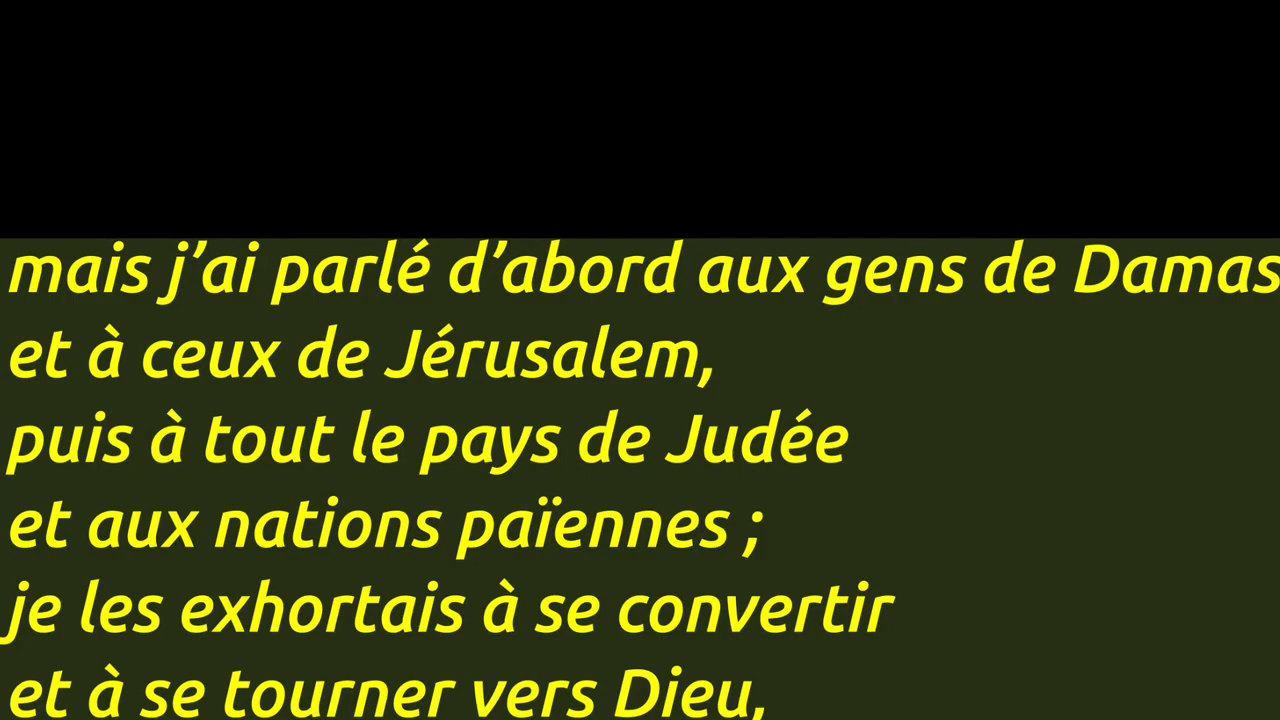 mais j’ai parlé d’abord aux gens de Damas
et à ceux de Jérusalem,
puis à tout le pays de Judée
et aux nations païennes ;
je les exhortais à se convertir
et à se tourner vers Dieu,